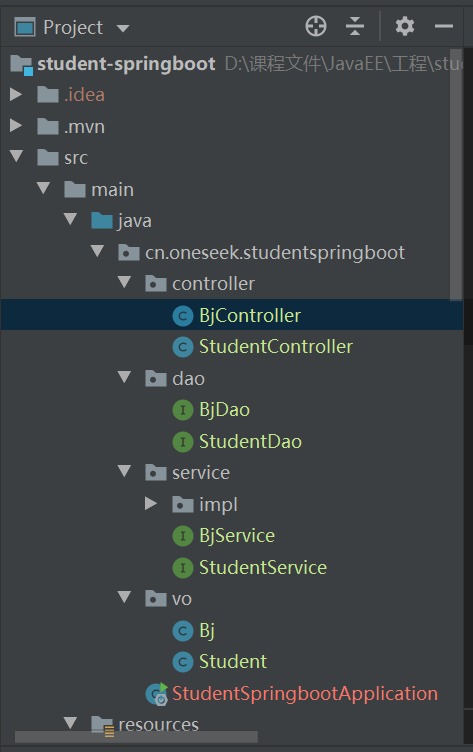 Project
student-springboot D:\课程文件\JavaEE\工程\stu
.idea
.mvn
src
main
java
cn.oneseek.studentspringboot
controller
BjController
StudentController
dao
BjDao
StudentDao
service
impl
BjService
StudentService
vo
Bj
Student
StudentSpringbootApplication
resources